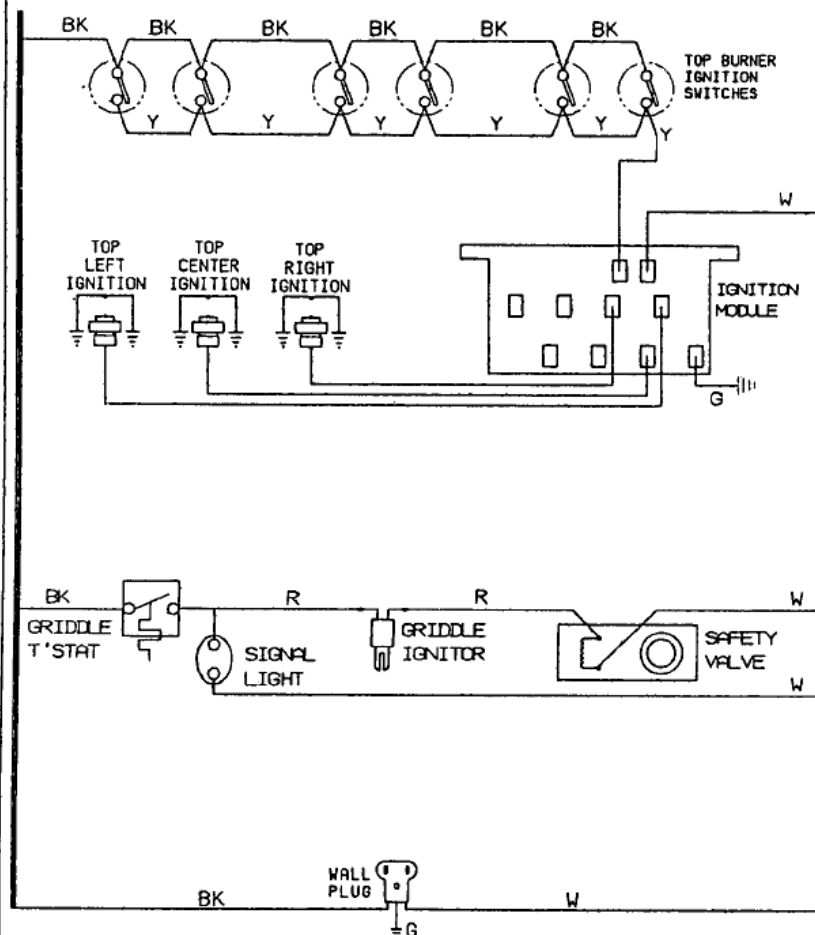 BK BK BK BK BK BK
TOP BURNER
IGNITION
SWITCHES
Y Y Y Y Y Y
W
TOP
LEFT
IGNITION
TOP
CENTER
IGNITION
TOP
RIGHT
IGNITION
IGNITION
MODULE
G
BK
GRIDDLE
T'STAT
R
SIGNAL
LIGHT
GRIDDLE
IGNITOR
R
SAFETY
VALVE
W
W
WALL
PLUG
BK
W
G